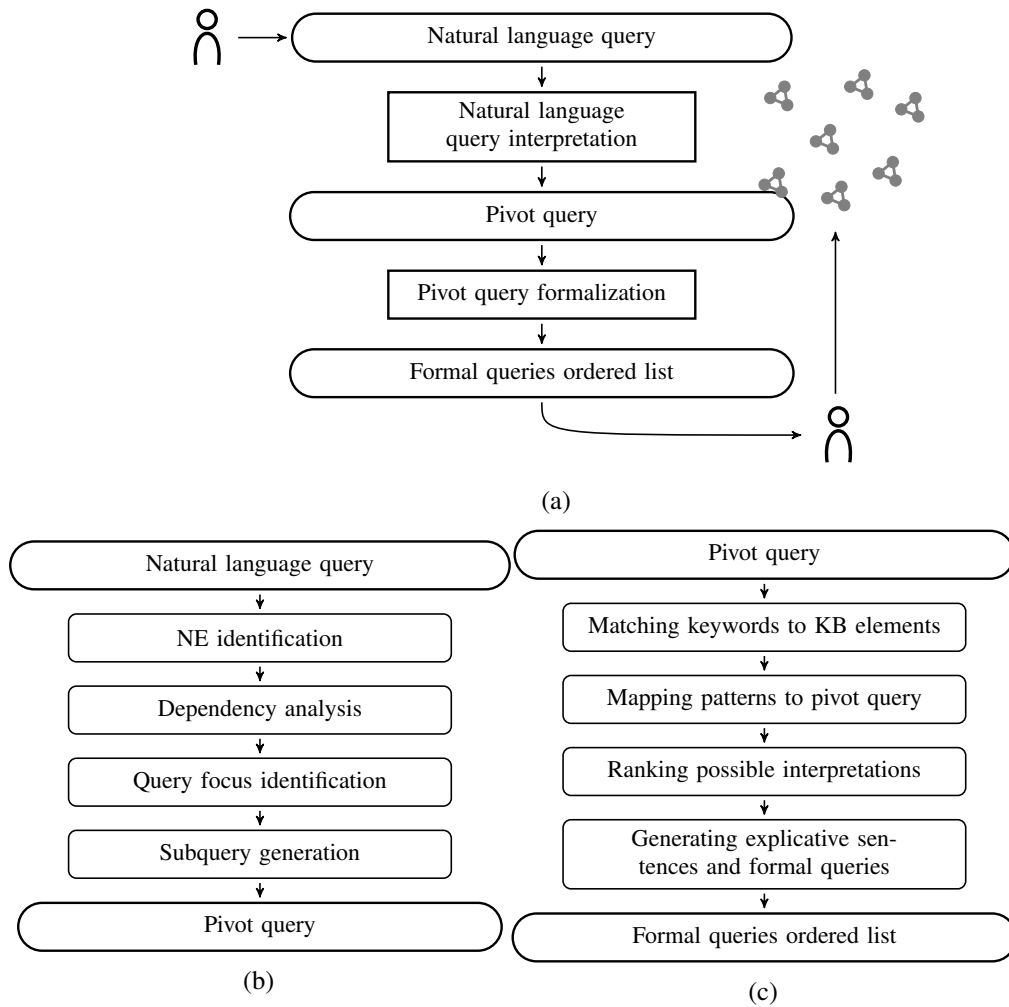 Natural language query
Natural language
query interpretation
Pivot query
Pivot query formalization
Formal queries ordered list
(a)
Natural language query
NE identification
Dependency analysis
Query focus identification
Subquery generation
Pivot query
(b)
Pivot query
Matching keywords to KB elements
Mapping patterns to pivot query
Ranking possible interpretations
Generating explicative sen-
tences and formal queries
Formal queries ordered list
(c)